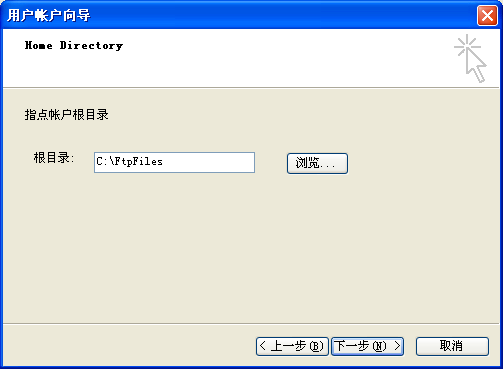 用户帐户向导
Home Directory
指点帐户根目录
根目录: C:\FtpFiles 浏览...
< 上一步(B) 下一步(N) > 取消